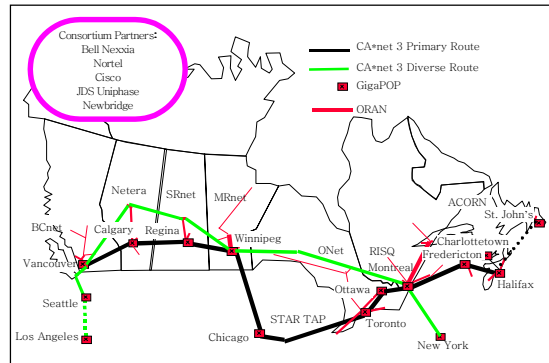 Consortium Partners:
Bell Nexxia
Nortel
Cisco
JDS Uniphase
Newbridge
CA*net 3 Primary Route
CA*net 3 Diverse Route
GigaPOP
ORAN
Netera
SRnet
MRnet
ACORN
St. John's
BCnet
Calgary
Regina
Winnipeg
ONet
RISQ
Charlottetown
Fredericton
Vancouver
Montreal
Halifax
Ottawa
Seattle
STAR TAP
Toronto
Los Angeles
Chicago
New York